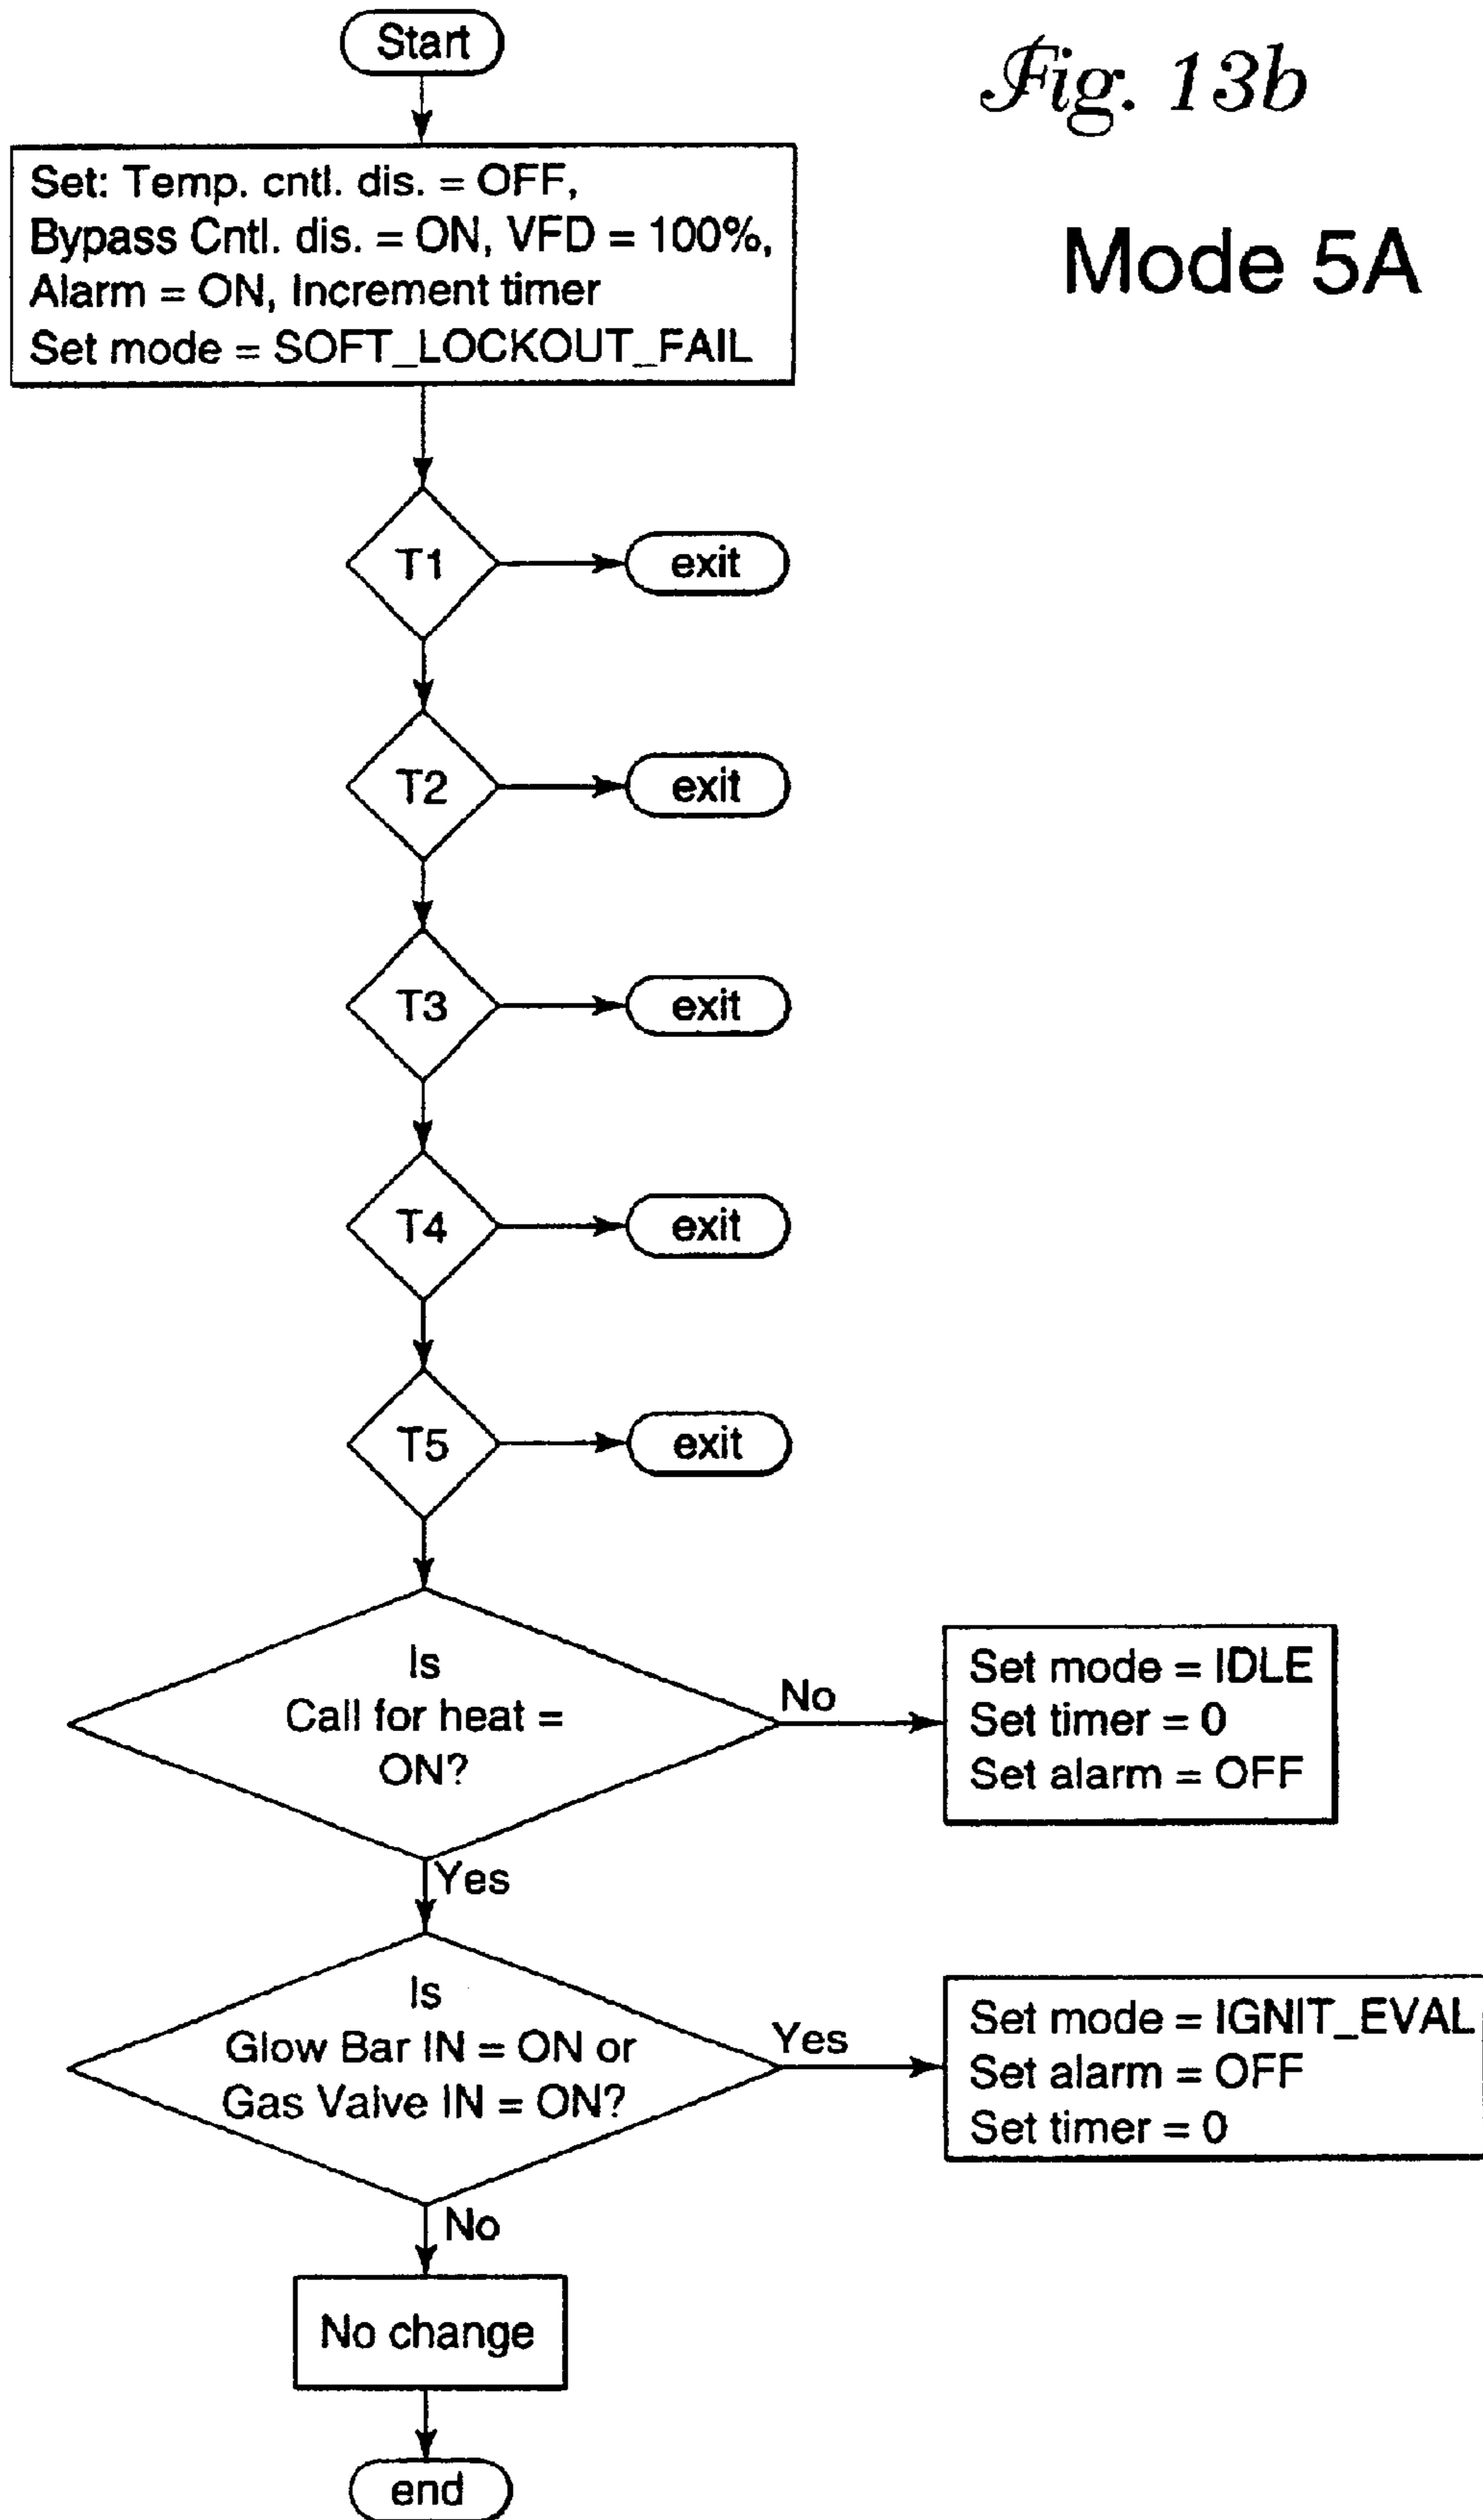 Start
Fig. 13b
Set: Temp. cntl. dis. = OFF,
Bypass Cntl. dis. = ON, VFD = 100%,
Alarm = ON, Increment timer
Set mode = SOFT_LOCKOUT_FAIL
Mode 5A
T1
exit
T2
exit
T3
exit
T4
exit
T5
exit
Is
Call for heat =
ON?
No
Set mode = IDLE
Set timer = 0
Set alarm = OFF
Yes
Is
Glow Bar IN = ON or
Gas Valve IN = ON?
Yes
Set mode = IGNIT_EVAL
Set alarm = OFF
Set timer = 0
No
No change
end